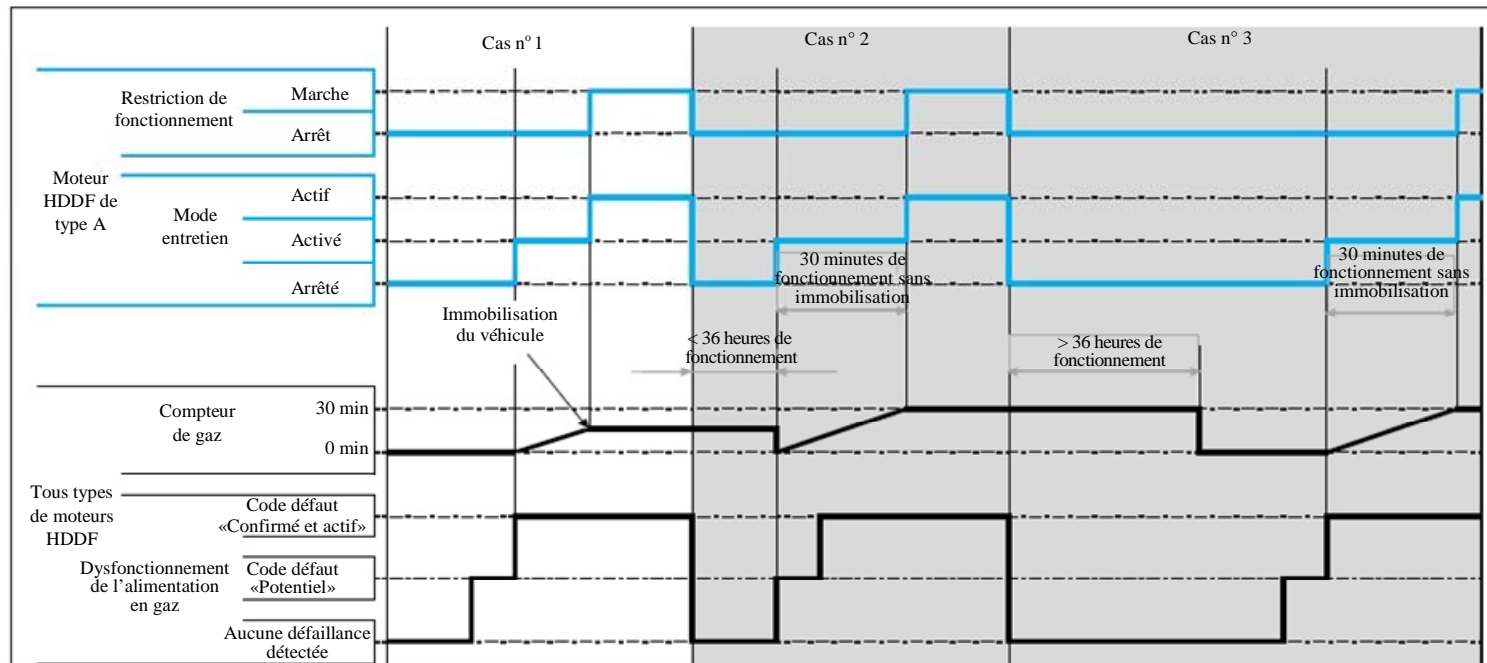 Cas n° 1
Cas n° 2
Cas n° 3
Restriction de
fonctionnement
Marche
Arrêt
Moteur
HDDF de
type A
Mode
entretien
Actif
Activé
Arrêté
30 minutes de
fonctionnement sans
immobilisation
30 minutes de
fonctionnement sans
immobilisation
Immobilisation
du véhicule
< 36 heures de
fonctionnement
> 36 heures de
fonctionnement
Compteur
de gaz
30 min
0 min
Tous types
de moteurs
HDDF
Code défaut
«Confirmé et actif»
Dysfonctionnement
de l’alimentation
en gaz
Code défaut
«Potentiel»
Aucune défaillance
détectée